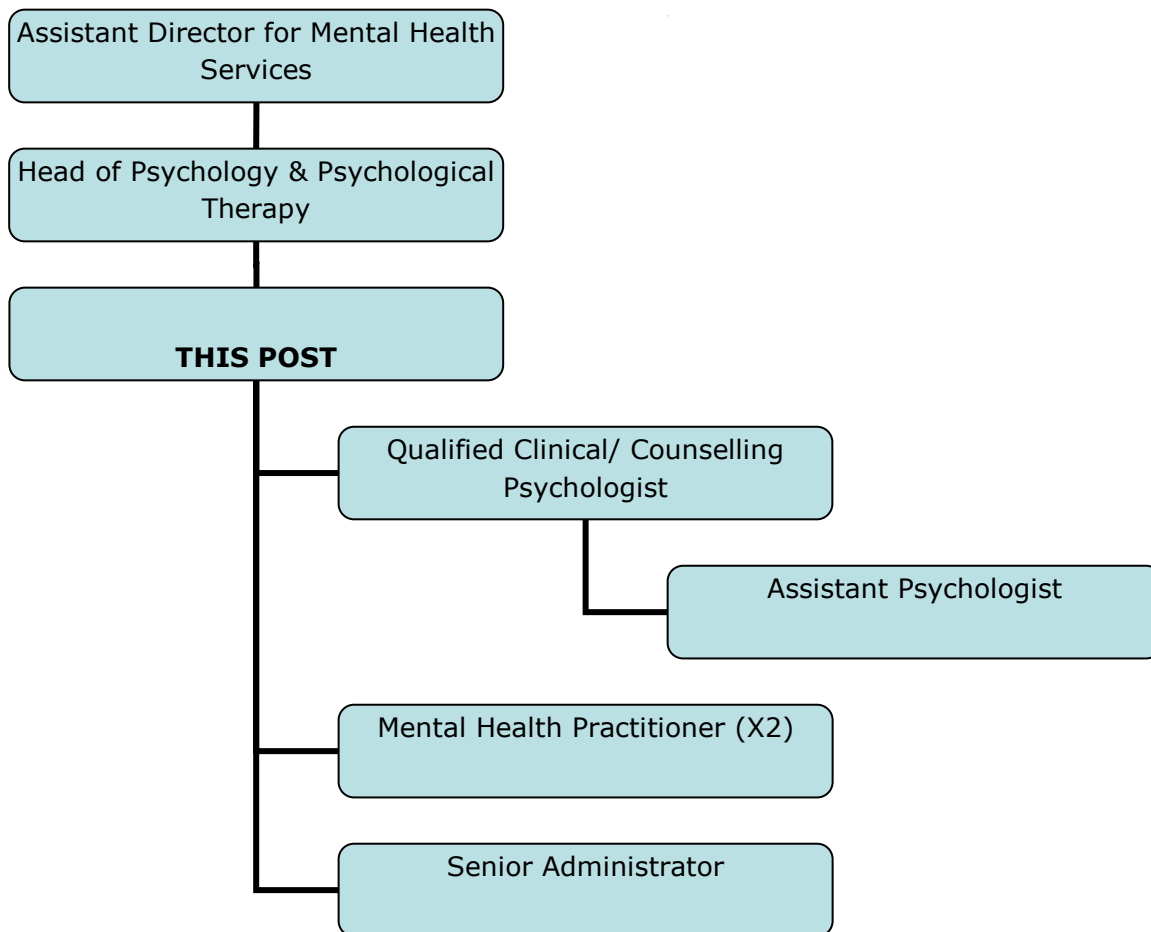 Assistant Director for Mental Health
Services
Head of Psychology & Psychological
Therapy
THIS POST
Qualified Clinical/ Counselling
Psychologist
Assistant Psychologist
Mental Health Practitioner (X2)
Senior Administrator